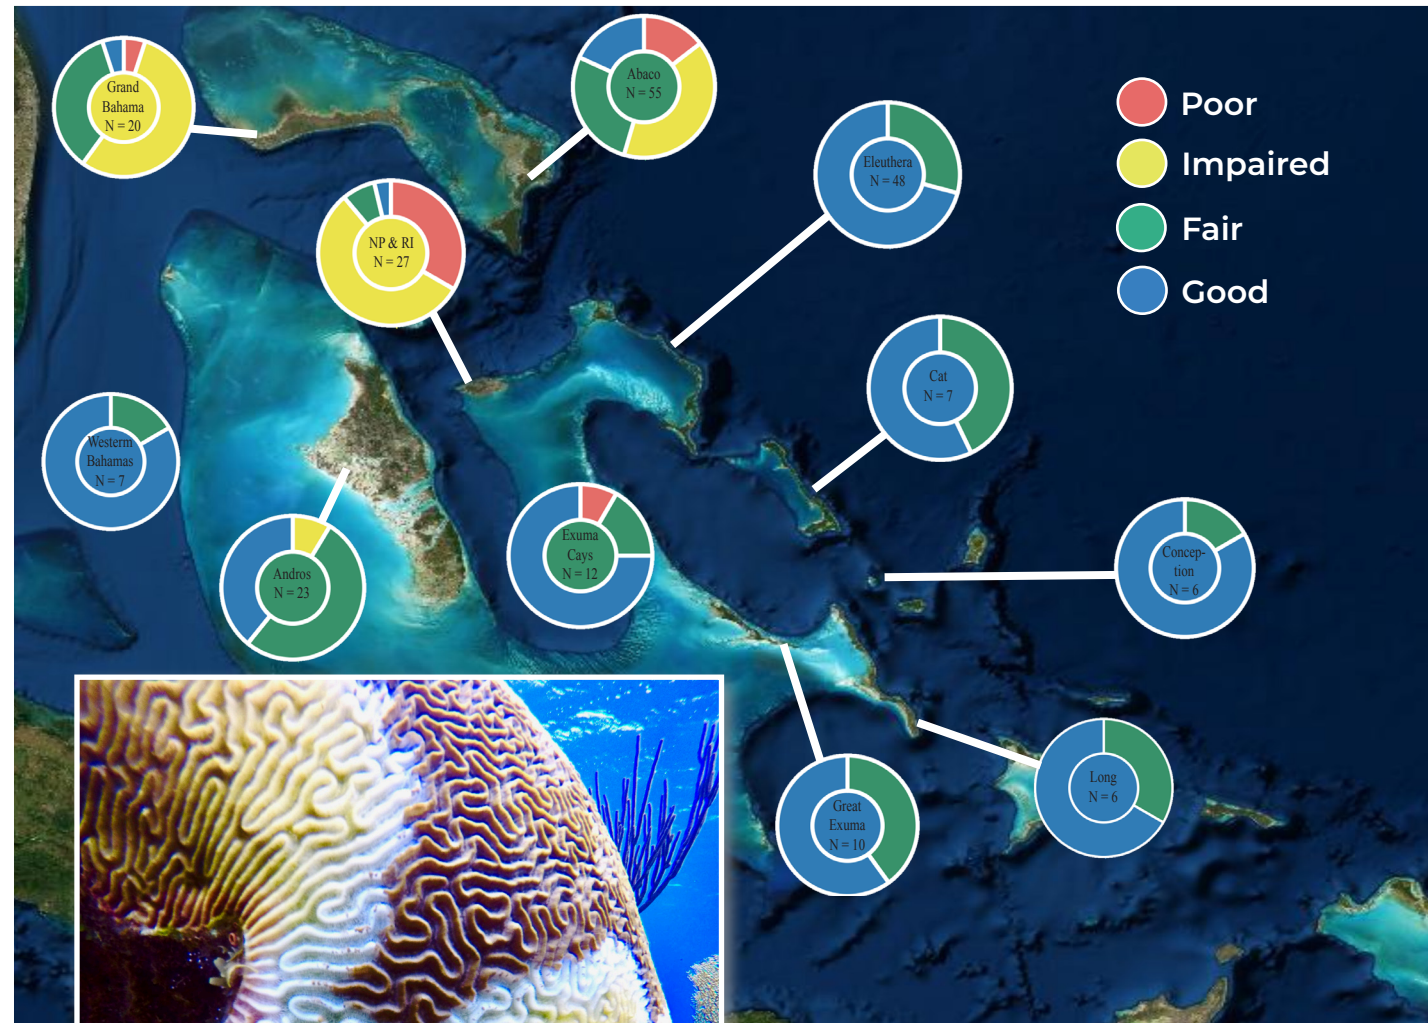 Grand
Bahama
N = 20
Abaco
N = 55
Poor
Impaired
Fair
Good
Eleuthera
N = 48
NP & RI
N = 27
Cat
N = 7
Westerm
Bahamas
N = 7
Andros
N = 23
Exuma
Cays
N = 12
Concep-
tion
N = 6
Long
N = 6
Great
Exuma
N = 10